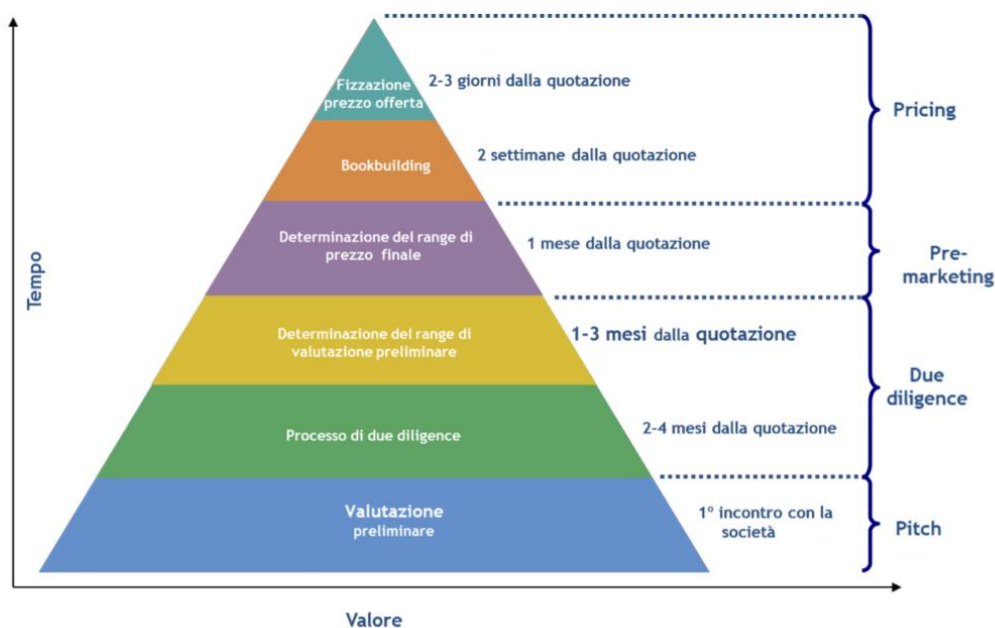 Fizzazione
prezzo offerta
2-3 giorni dalla quotazione
Pricing
Bookbuilding
2 settimane dalla quotazione
Determinazione del range di
prezzo finale
1 mese dalla quotazione
Pre-
marketing
Determinazione del range di
valutazione preliminare
1-3 mesi dalla quotazione
Due
diligence
Processo di due diligence
2-4 mesi dalla quotazione
Valutazione
preliminare
1° incontro con la
società
Pitch
Tempo
Valore